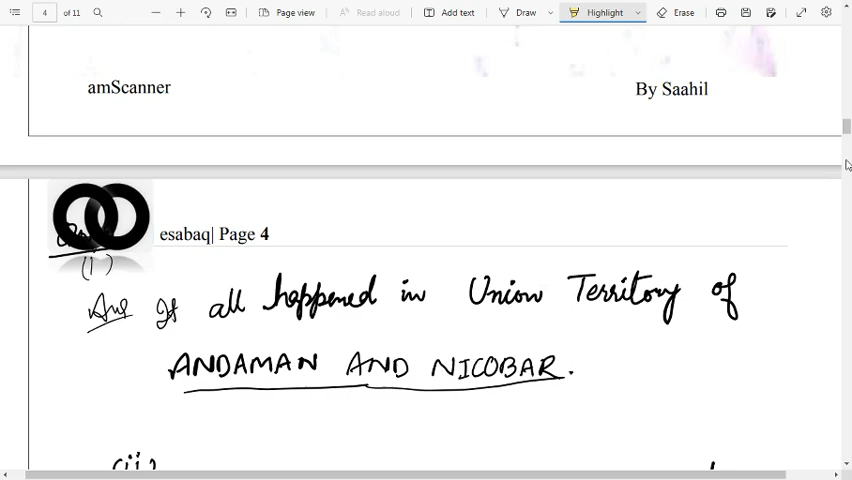 4 of 11 Page view Read aloud Add text Draw Highlight Erase
amScanner By Saahil
esabaq| Page 4
(i)
Ans It all happened in Union Territory of
ANDAMAN AND NICOBAR.
(ii)